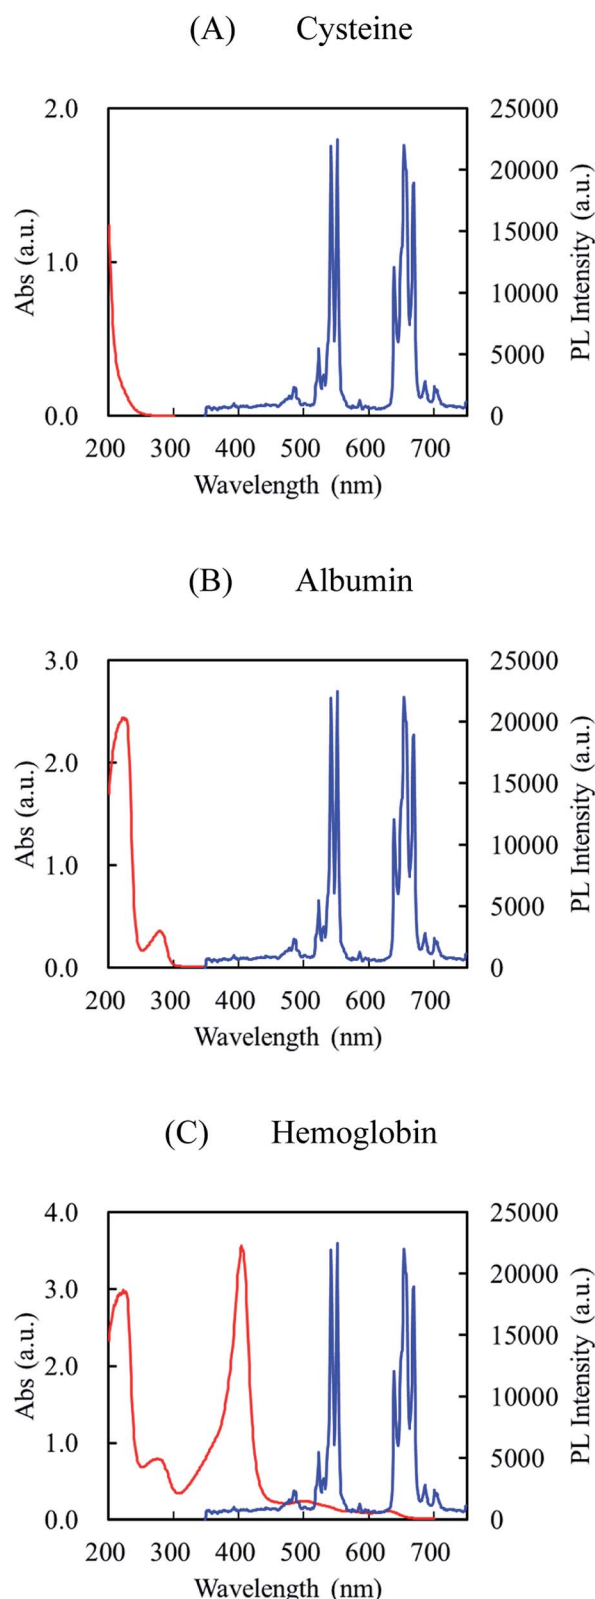 (A) Cysteine
2.0 25000
20000
15000
1.0
10000
5000
0.0 0
Abs (a.u.)
PL Intensity (a.u.)
200 300 400 500 600 700
Wavelength (nm)
(B) Albumin
3.0 25000
20000
2.0
15000
10000
1.0
5000
0.0 0
Abs (a.u.)
PL Intensity (a.u.)
200 300 400 500 600 700
Wavelength (nm)
(C) Hemoglobin
4.0 25000
20000
3.0
15000
2.0
10000
1.0
5000
0.0 0
Abs (a.u.)
PL Intensity (a.u.)
200 300 400 500 600 700
Wavelength (nm)